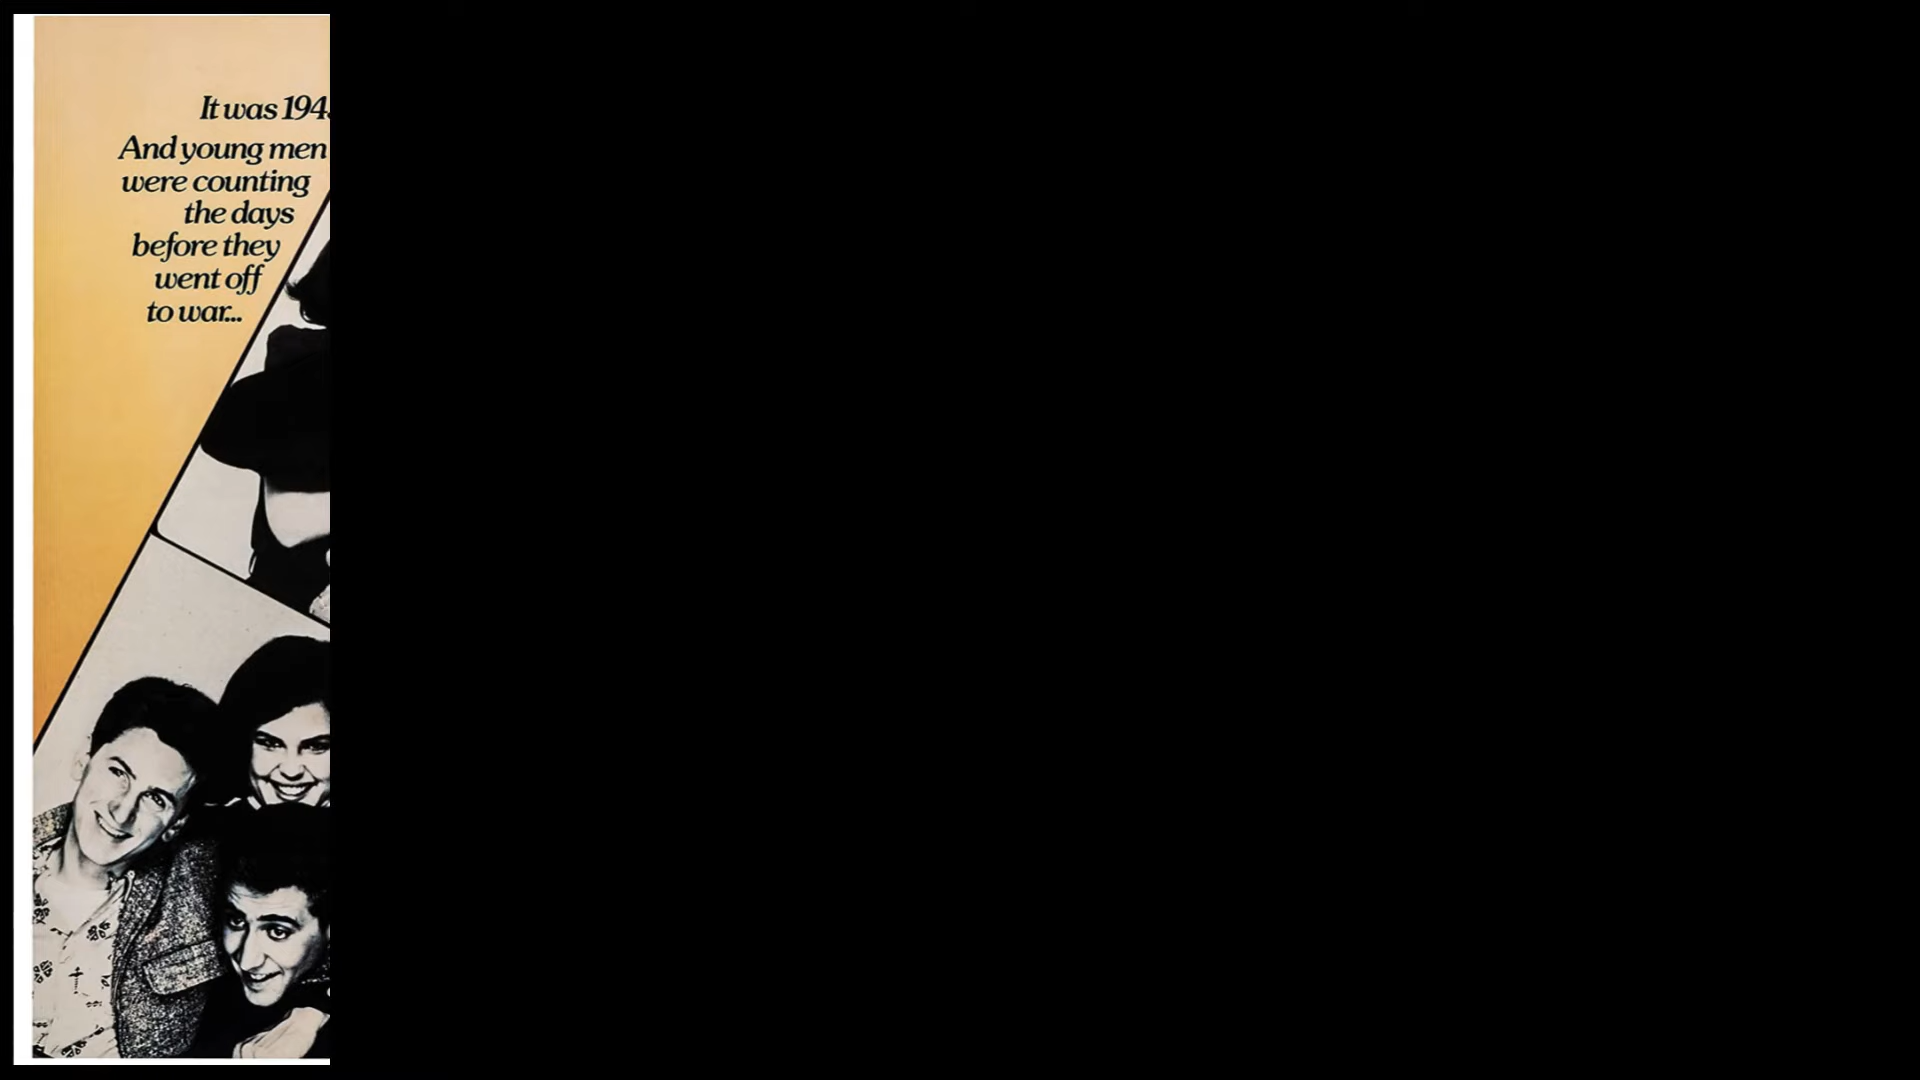 It was 194
And young men
were counting
the days
before they
went off
to war...